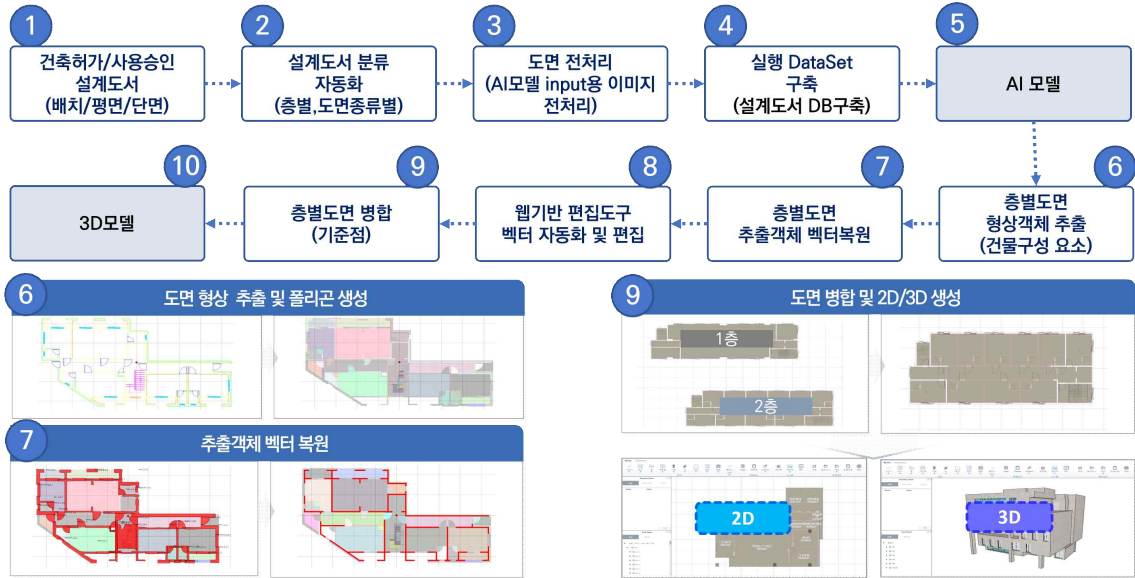 1
건축허가/사용승인
설계도서
(배치/평면/단면)
2
설계도서 분류
자동화
(층별,도면종류별)
3
도면 전처리
(AI모델 input용 이미지
전처리)
4
실행 DataSet
구축
(설계도서 DB구축)
5
AI 모델
6
층별도면
형상객체 추출
(건물구성 요소)
7
층별도면
추출객체 벡터복원
8
웹기반 편집도구
벡터 자동화 및 편집
9
층별도면 병합
(기준점)
10
3D모델
6
도면 형상 추출 및 폴리곤 생성
7
추출객체 벡터 복원
9
도면 병합 및 2D/3D 생성
1층
2층
2D
3D